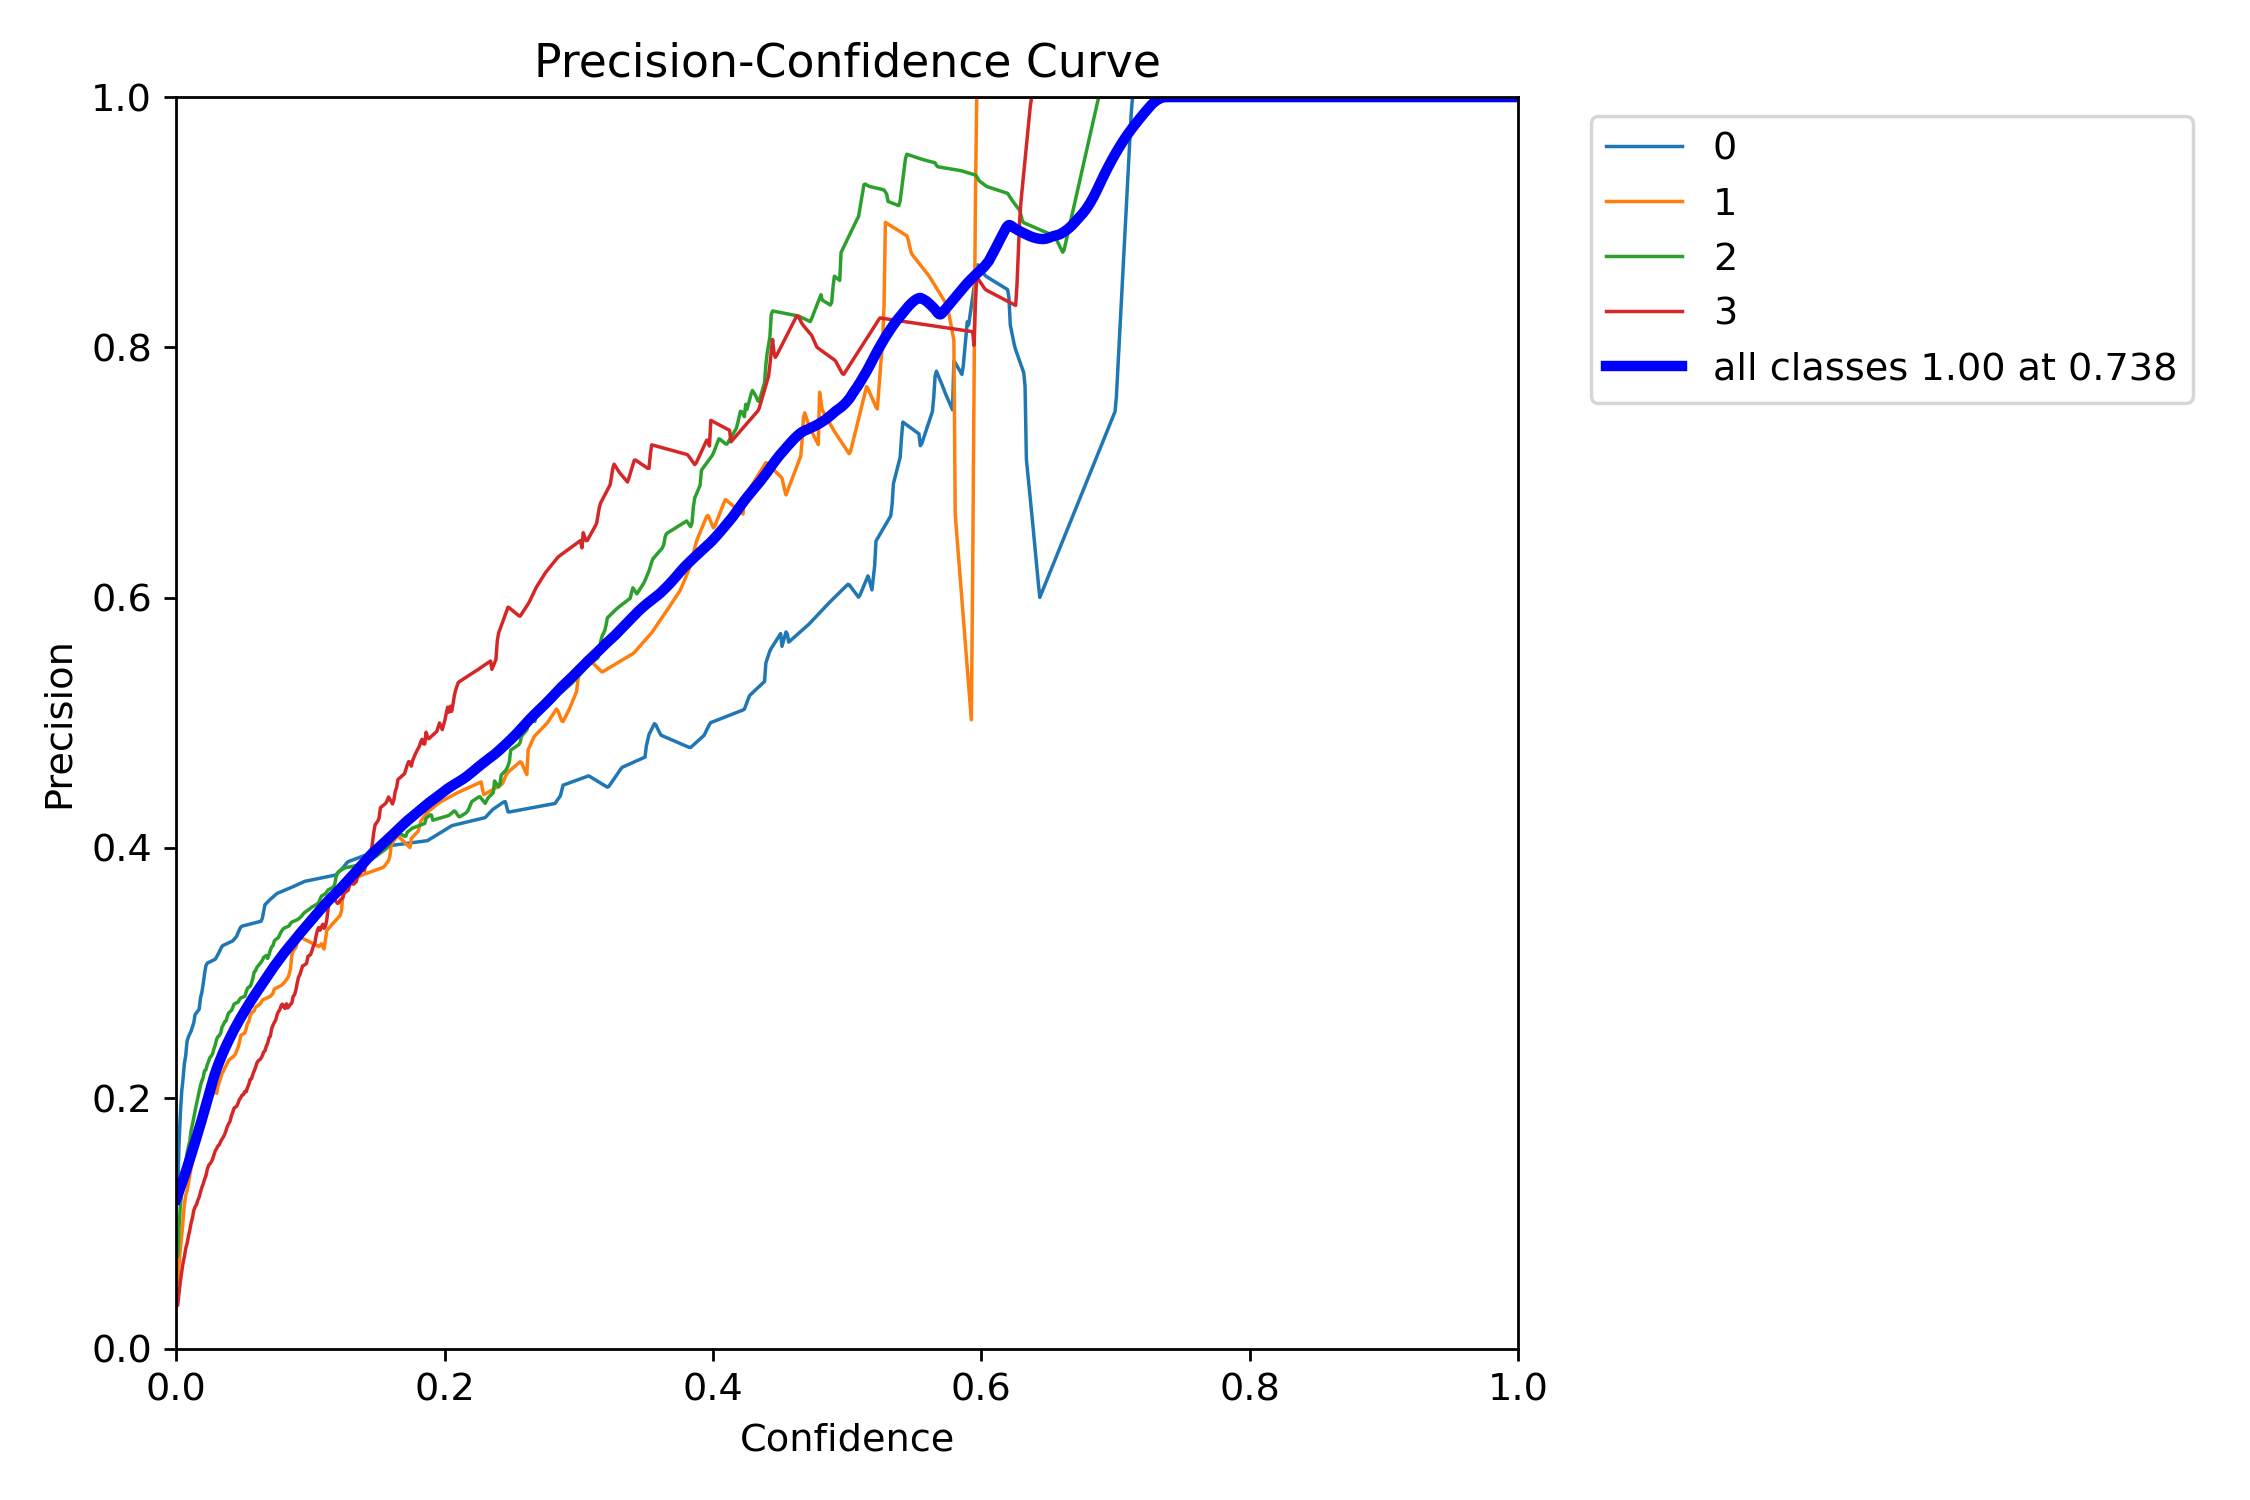 Precision-Confidence Curve
1.0
0.8
0.6
0.4
0.2
0.0
Precision
0.0 0.2 0.4 0.6 0.8 1.0
Confidence
0
1
2
3
all classes 1.00 at 0.738